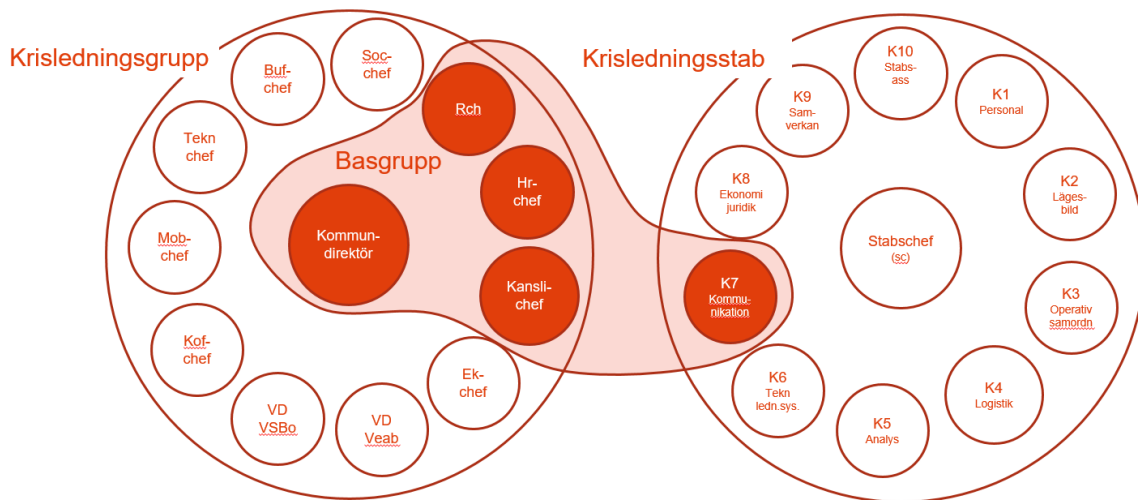 Krisledningsgrupp
Soc-
chef
Buf-
chef
Tekn
chef
Mob-
chef
Kof-
chef
VD
VSBo
VD
Veab
Ek-
chef
Basgrupp
Rch
Hr-
chef
Kommun-
direktör
Kansli-
chef
Krisledningsstab
K10
Stabs-
ass
K1
Personal
K2
Läges-
bild
K3
Operativ
samordn
K4
Logistik
K5
Analys
K6
Tekn
ledn.sys.
K7
Kommu-
nikation
K8
Ekonomi
juridik
K9
Sam-
verkan
Stabschef
(sc)